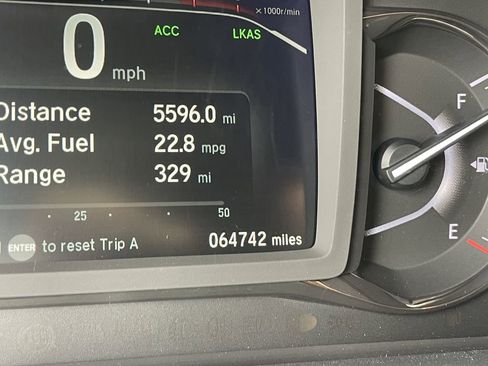 ×1000r/min
ACC LKAS
0 mph
Distance 5596.0 mi
Avg. Fuel 22.8 mpg
Range 329 mi
25 50
ENTER to reset Trip A
064742 miles
F
E